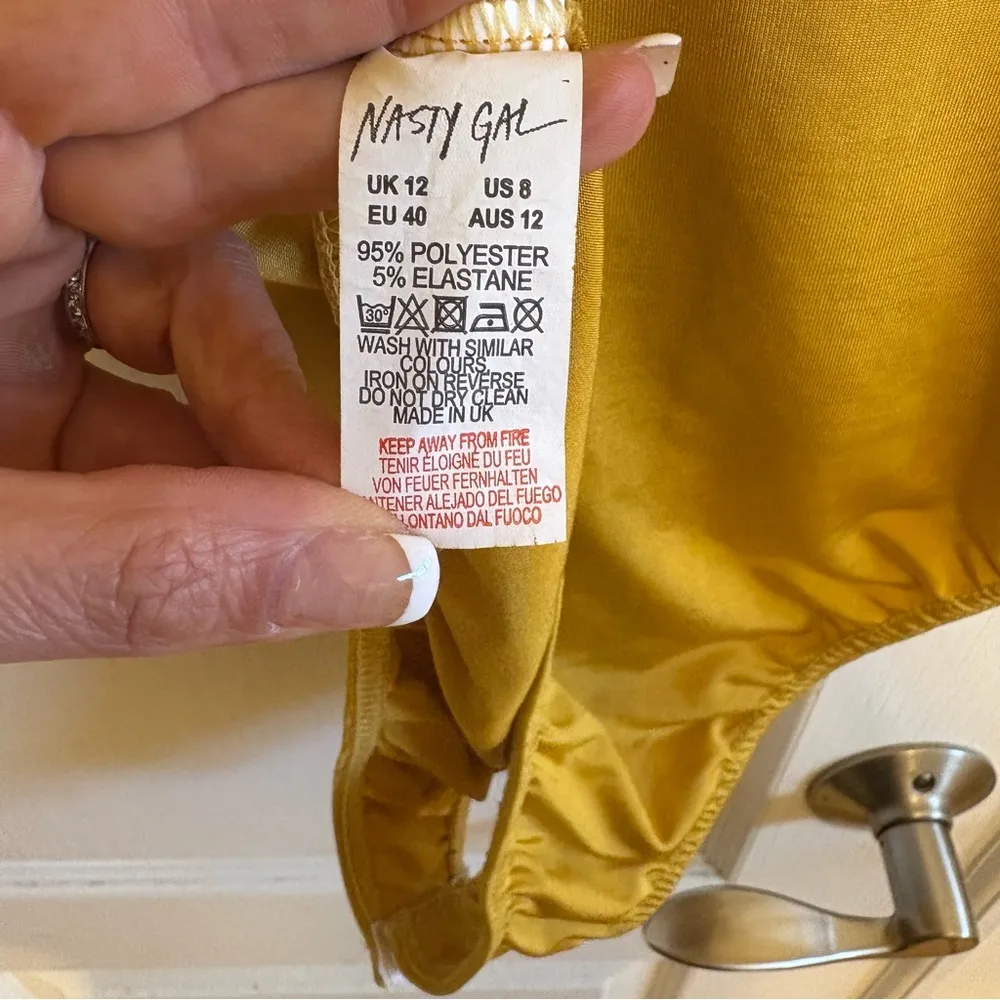 NASTY GAL
UK 12 US 8
EU 40 AUS 12
95% POLYESTER
5% ELASTANE
30°
WASH WITH SIMILAR
COLOURS
IRON ON REVERSE
DO NOT DRY CLEAN
MADE IN UK
KEEP AWAY FROM FIRE
TENIR ÉLOIGNÉ DU FEU
VON FEUER FERNHALTEN
ALEJADO DEL FUEGO
DAL FUOCO